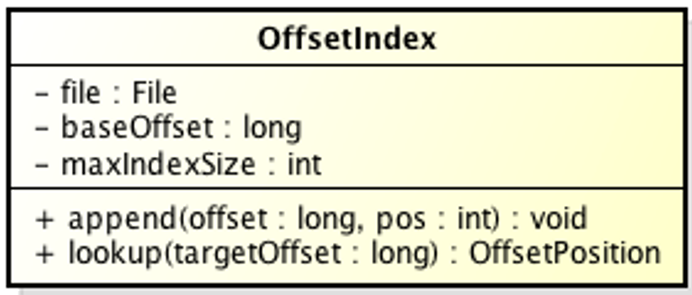 OffsetIndex
- file : File
- baseOffset : long
- maxIndexSize : int
+ append(offset : long, pos : int) : void
+ lookup(targetOffset : long) : OffsetPosition